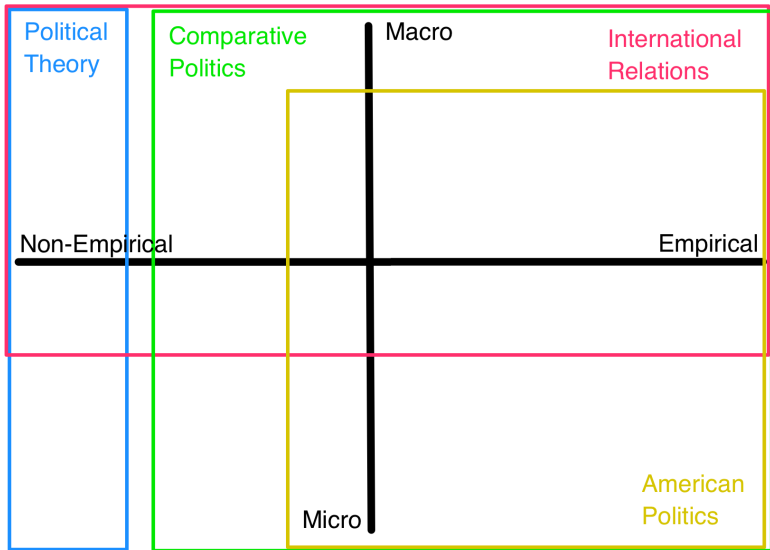 Political
Theory
Comparative
Politics
Macro
International
Relations
Non-Empirical
Empirical
Micro
American
Politics